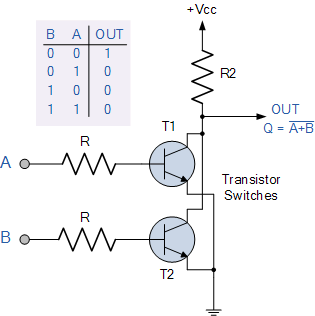 +Vcc
B A OUT
0 0 1
0 1 0
1 0 0
1 1 0
R2
OUT
Q = A̅+̅B̅
T1
R
A
Transistor
Switches
R
B
T2